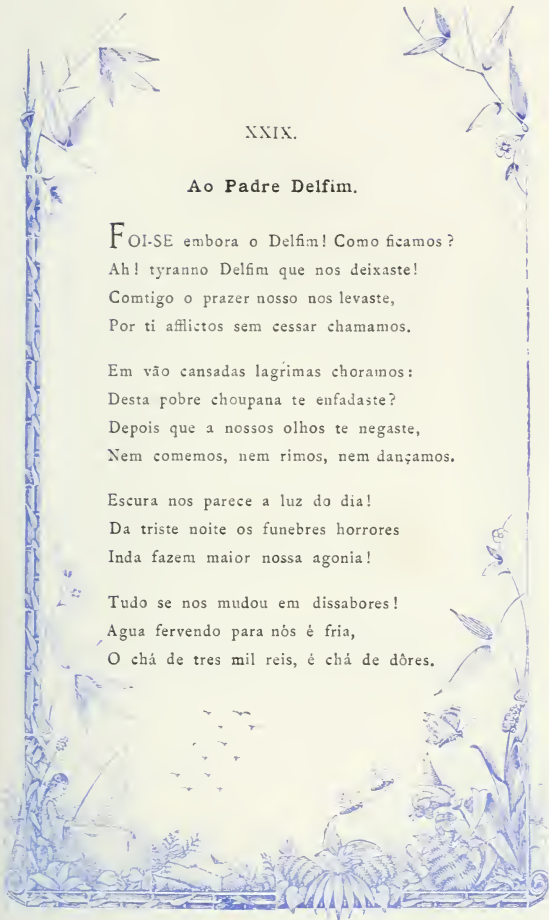 XXIX.
Ao Padre Delfim.
FOI-SE embora o Delfim! Como ficamos?
Ah! tyranno Delfim que nos deixaste!
Comtigo o prazer nosso nos levaste,
Por ti afflictos sem cessar chamamos.
Em vão cansadas lagrimas choramos:
Desta pobre choupana te enfadaste?
Depois que a nossos olhos te negaste,
Nem comemos, nem rimos, nem dançamos.
Escura nos parece a luz do dia!
Da triste noite os funebres horrores
Inda fazem maior nossa agonia!
Tudo se nos mudou em dissabores!
Agua fervendo para nós é fria,
O chá de tres mil reis, é chá de dôres.